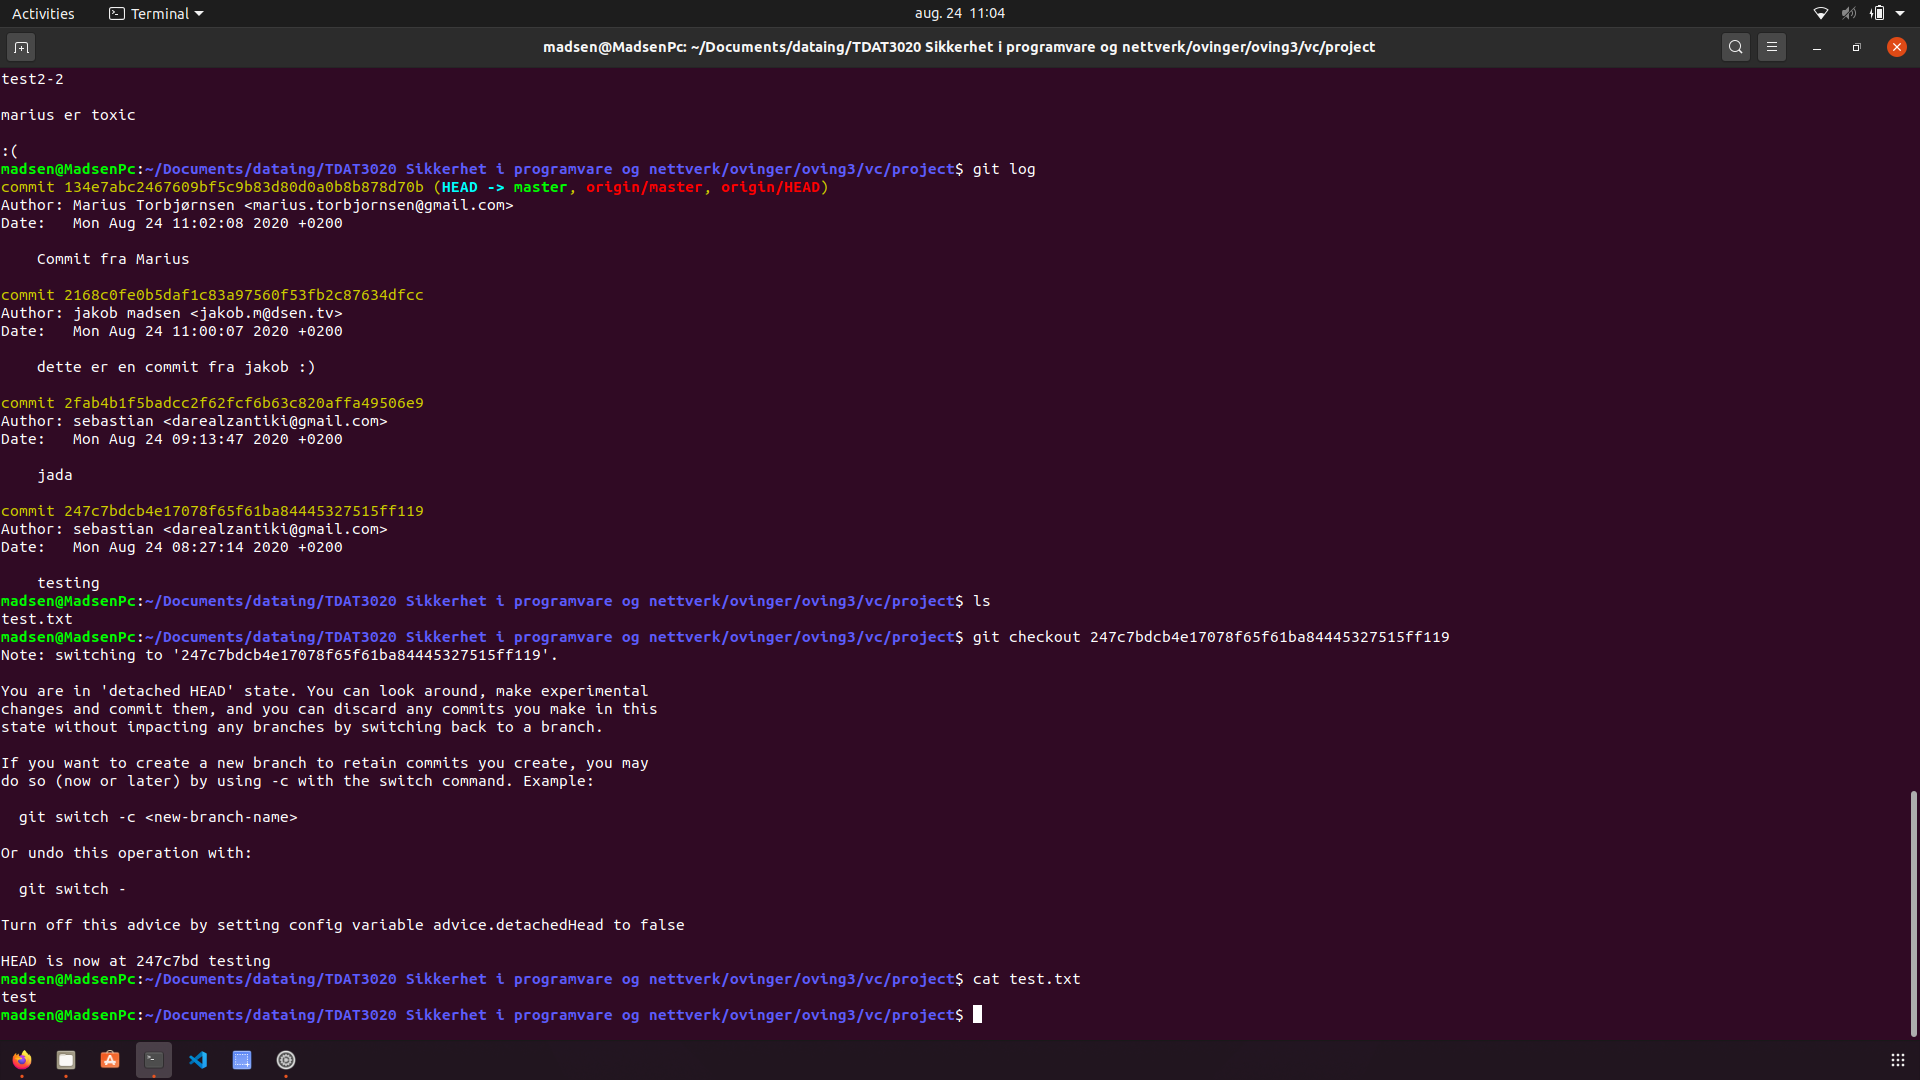 Activities
Terminal
aug. 24 11:04
madsen@MadsenPc: ~/Documents/dataing/TDAT3020 Sikkerhet i programvare og nettverk/ovinger/oving3/vc/project
test2-2
marius er toxic
:(
madsen@MadsenPc:~/Documents/dataing/TDAT3020 Sikkerhet i programvare og nettverk/ovinger/oving3/vc/project$ git log
commit 134e7abc2467609bf5c9b83d80d0a0b8b878d70b (HEAD -> master, origin/master, origin/HEAD)
Author: Marius Torbjørnsen <marius.torbjornsen@gmail.com>
Date:   Mon Aug 24 11:02:08 2020 +0200
    Commit fra Marius
commit 2168c0fe0b5daf1c83a97560f53fb2c87634dfcc
Author: jakob madsen <jakob.m@dsen.tv>
Date:   Mon Aug 24 11:00:07 2020 +0200
    dette er en commit fra jakob :)
commit 2fab4b1f5badcc2f62fcf6b63c820affa49506e9
Author: sebastian <darealzantiki@gmail.com>
Date:   Mon Aug 24 09:13:47 2020 +0200
    jada
commit 247c7bdcb4e17078f65f61ba84445327515ff119
Author: sebastian <darealzantiki@gmail.com>
Date:   Mon Aug 24 08:27:14 2020 +0200
    testing
madsen@MadsenPc:~/Documents/dataing/TDAT3020 Sikkerhet i programvare og nettverk/ovinger/oving3/vc/project$ ls
test.txt
madsen@MadsenPc:~/Documents/dataing/TDAT3020 Sikkerhet i programvare og nettverk/ovinger/oving3/vc/project$ git checkout 247c7bdcb4e17078f65f61ba84445327515ff119
Note: switching to '247c7bdcb4e17078f65f61ba84445327515ff119'.
You are in 'detached HEAD' state. You can look around, make experimental
changes and commit them, and you can discard any commits you make in this
state without impacting any branches by switching back to a branch.
If you want to create a new branch to retain commits you create, you may
do so (now or later) by using -c with the switch command. Example:
  git switch -c <new-branch-name>
Or undo this operation with:
  git switch -
Turn off this advice by setting config variable advice.detachedHead to false
HEAD is now at 247c7bd testing
madsen@MadsenPc:~/Documents/dataing/TDAT3020 Sikkerhet i programvare og nettverk/ovinger/oving3/vc/project$ cat test.txt
test
madsen@MadsenPc:~/Documents/dataing/TDAT3020 Sikkerhet i programvare og nettverk/ovinger/oving3/vc/project$